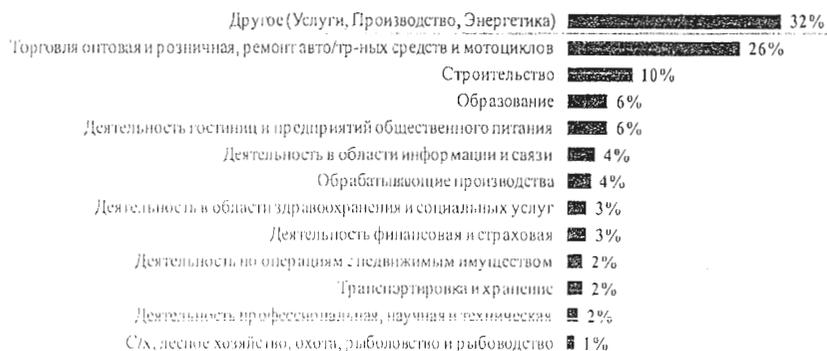 Другое (Услуги, Производство, Энергетика) 32%
Торговля оптовая и розничная, ремонт авто/тр-ных средств и мотоциклов 26%
Строительство 10%
Образование 6%
Деятельность гостиниц и предприятий общественного питания 6%
Деятельность в области информации и связи 4%
Обрабатывающие производства 4%
Деятельность в области здравоохранения и социальных услуг 3%
Деятельность финансовая и страховая 3%
Деятельность по операциям с недвижимым имуществом 2%
Транспортировка и хранение 2%
Деятельность профессиональная, научная и техническая 2%
С/х, лесное хозяйство, охота, рыболовство и рыбоводство 1%